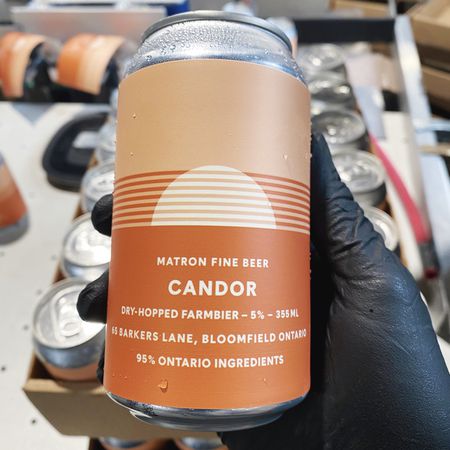 MATRON FINE BEER
CANDOR
DRY-HOPPED FARMBIER – 5% – 355ML
65 BARKERS LANE, BLOOMFIELD ONTARIO
95% ONTARIO INGREDIENTS